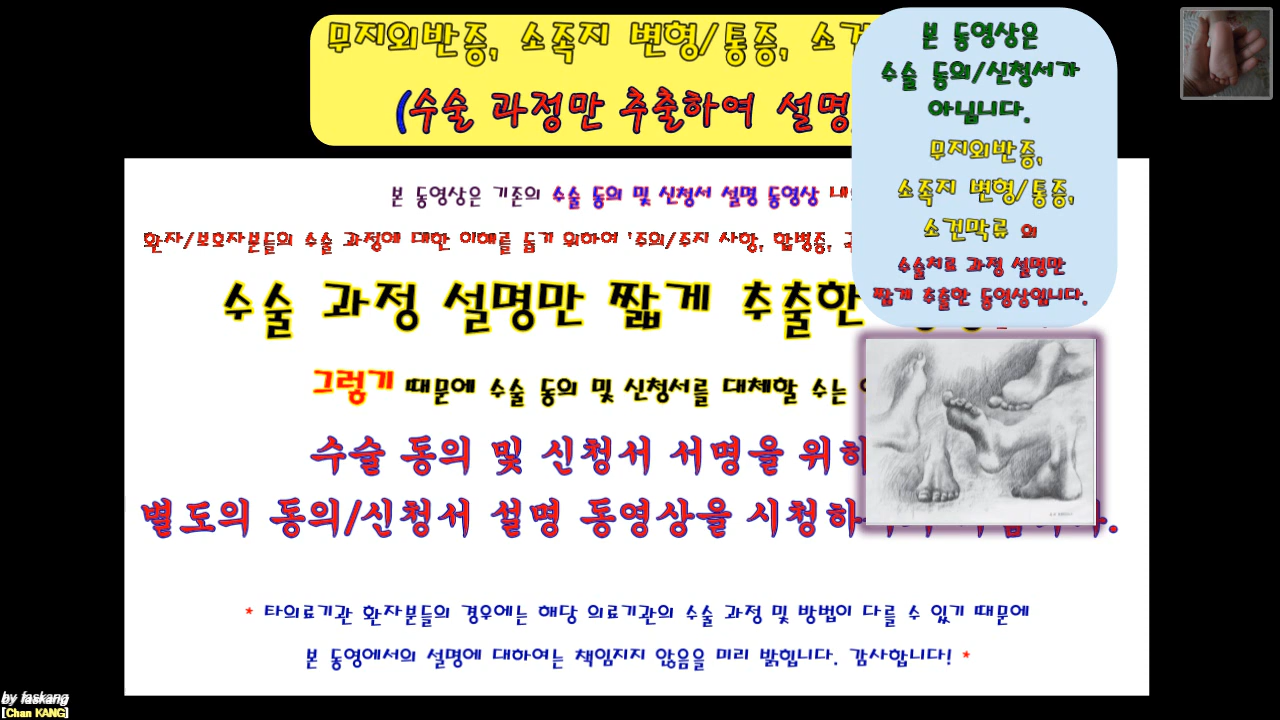 무지외반증, 소족지 변형/통증, 소건
(수술 과정만 추출하여 설명
본 동영상은 기존의 수술 동의 및 신청서 설명 동영상
환자/보호자분들의 수술 과정에 대한 이해를 돕기 위하여 '주의/주지 사항, 합병증,
수술 과정 설명만 짧게 추출한
그렇기 때문에 수술 동의 및 신청서를 대체할 수는
수술 동의 및 신청서 서명을 위하
별도의 동의/신청서 설명 동영상을 시청하
* 타의료기관 환자분들의 경우에는 해당 의료기관의 수술 과정 및 방법이 다를 수 있기 때문에
본 동영에서의 설명에 대하여는 책임지지 않음을 미리 밝힙니다. 감사합니다! *
본 동영상은
수술 동의/신청서가
아닙니다.
무지외반증,
소족지 변형/통증,
소건막류 의
수술치료 과정 설명만
짧게 추출한 동영상입니다.
by faskang
[Chan KANG]